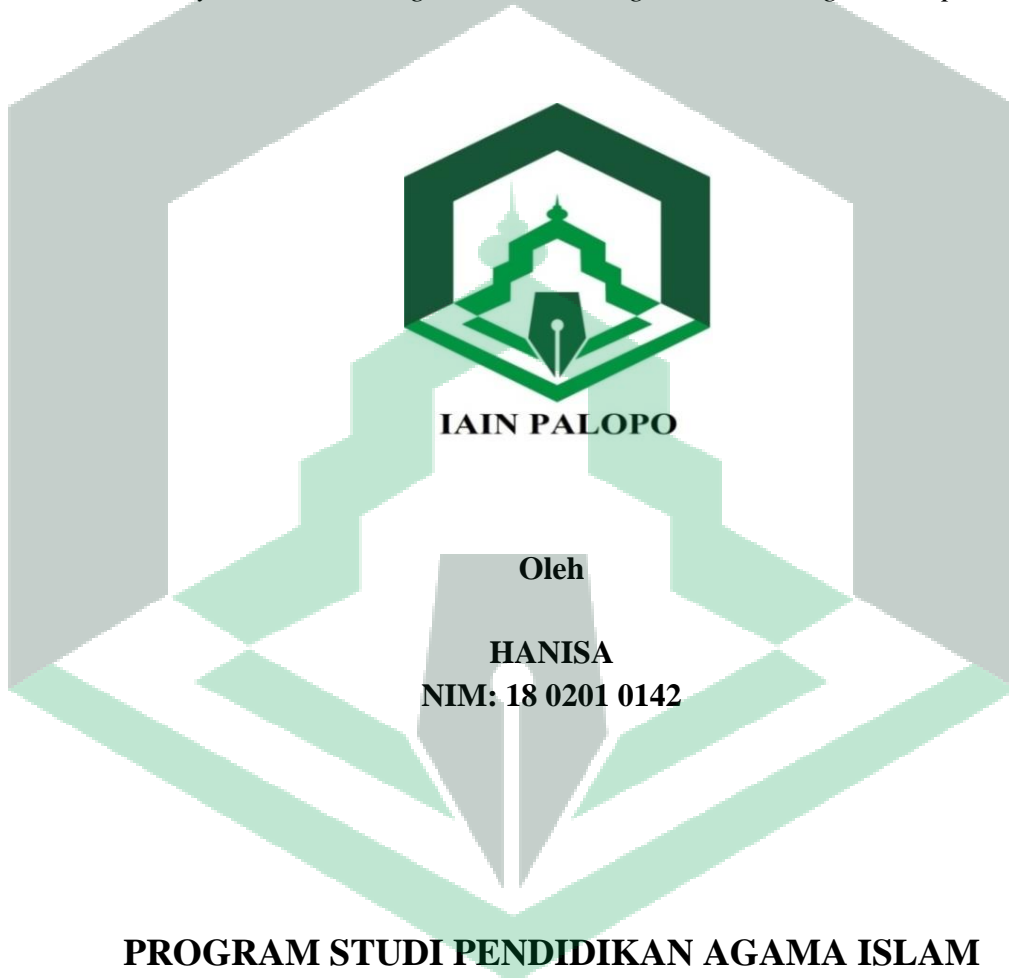 IAIN PALOPO
Oleh
HANISA
NIM: 18 0201 0142
PROGRAM STUDI PENDIDIKAN AGAMA ISLAM